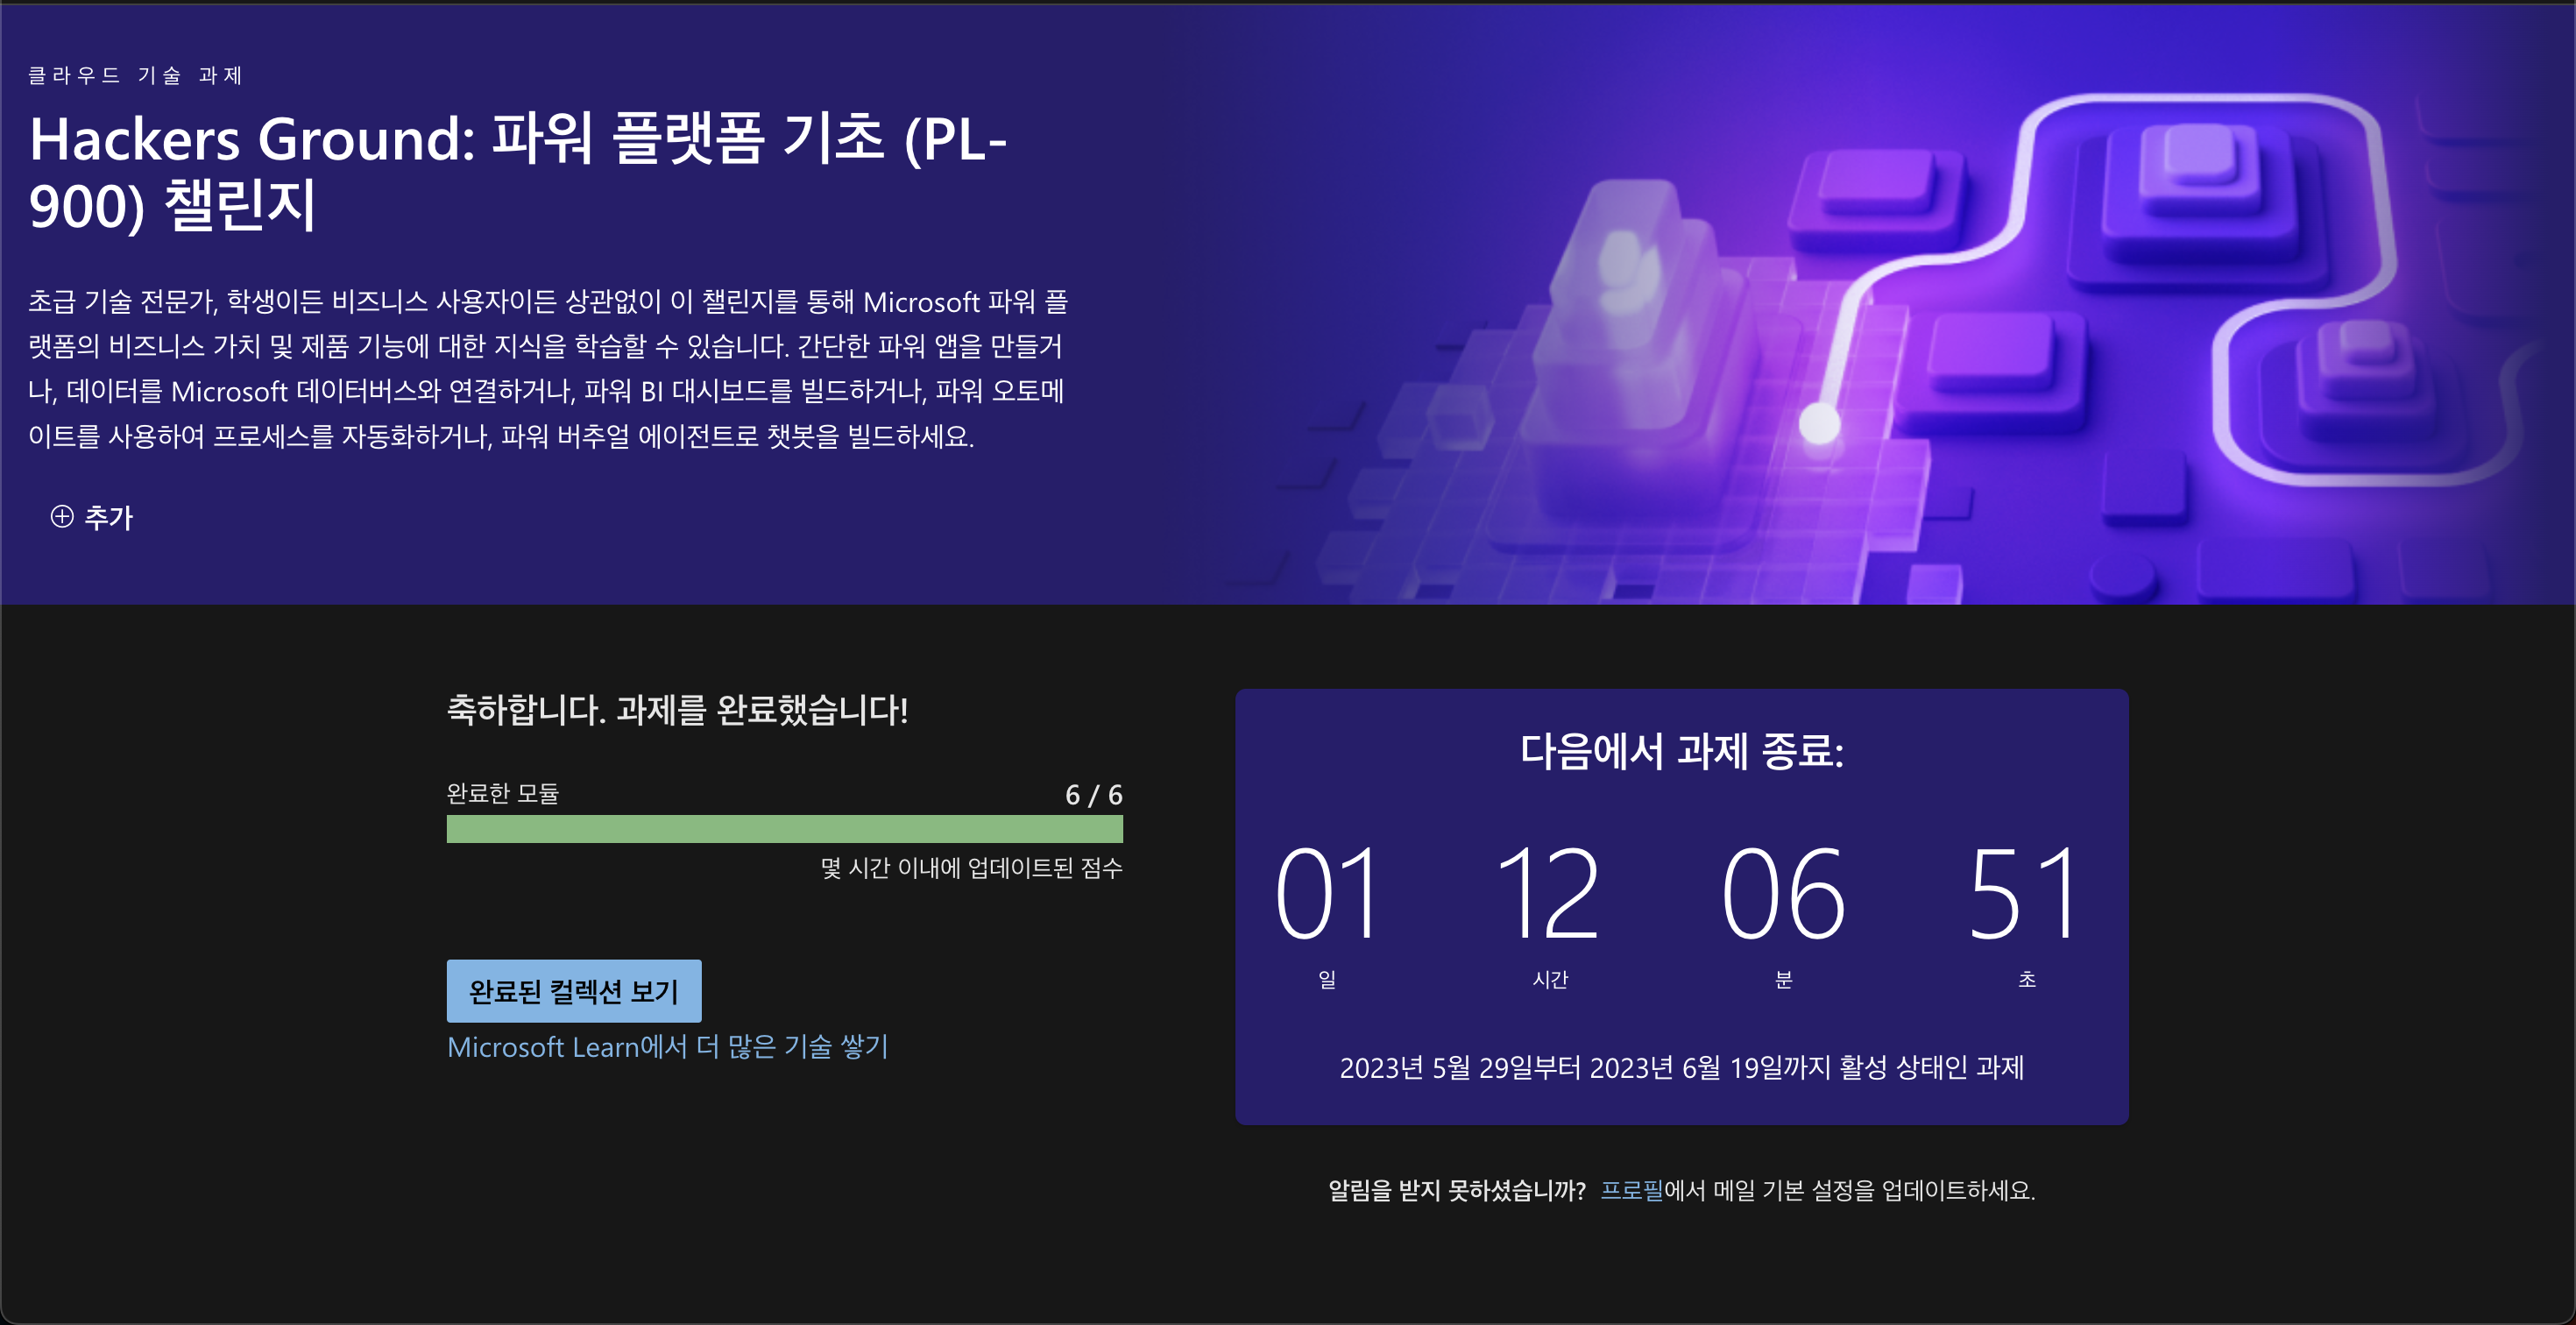 클라우드 기술 과제
Hackers Ground: 파워 플랫폼 기초 (PL-
900) 챌린지
초급 기술 전문가, 학생이든 비즈니스 사용자이든 상관없이 이 챌린지를 통해 Microsoft 파워 플
랫폼의 비즈니스 가치 및 제품 기능에 대한 지식을 학습할 수 있습니다. 간단한 파워 앱을 만들거
나, 데이터를 Microsoft 데이터버스와 연결하거나, 파워 BI 대시보드를 빌드하거나, 파워 오토메
이트를 사용하여 프로세스를 자동화하거나, 파워 버추얼 에이전트로 챗봇을 빌드하세요.
추가
축하합니다. 과제를 완료했습니다!
완료한 모듈 6 / 6
몇 시간 이내에 업데이트된 점수
완료된 컬렉션 보기
Microsoft Learn에서 더 많은 기술 쌓기
다음에서 과제 종료:
01 12 06 51
일 시간 분 초
2023년 5월 29일부터 2023년 6월 19일까지 활성 상태인 과제
알림을 받지 못하셨습니까? 프로필에서 메일 기본 설정을 업데이트하세요.